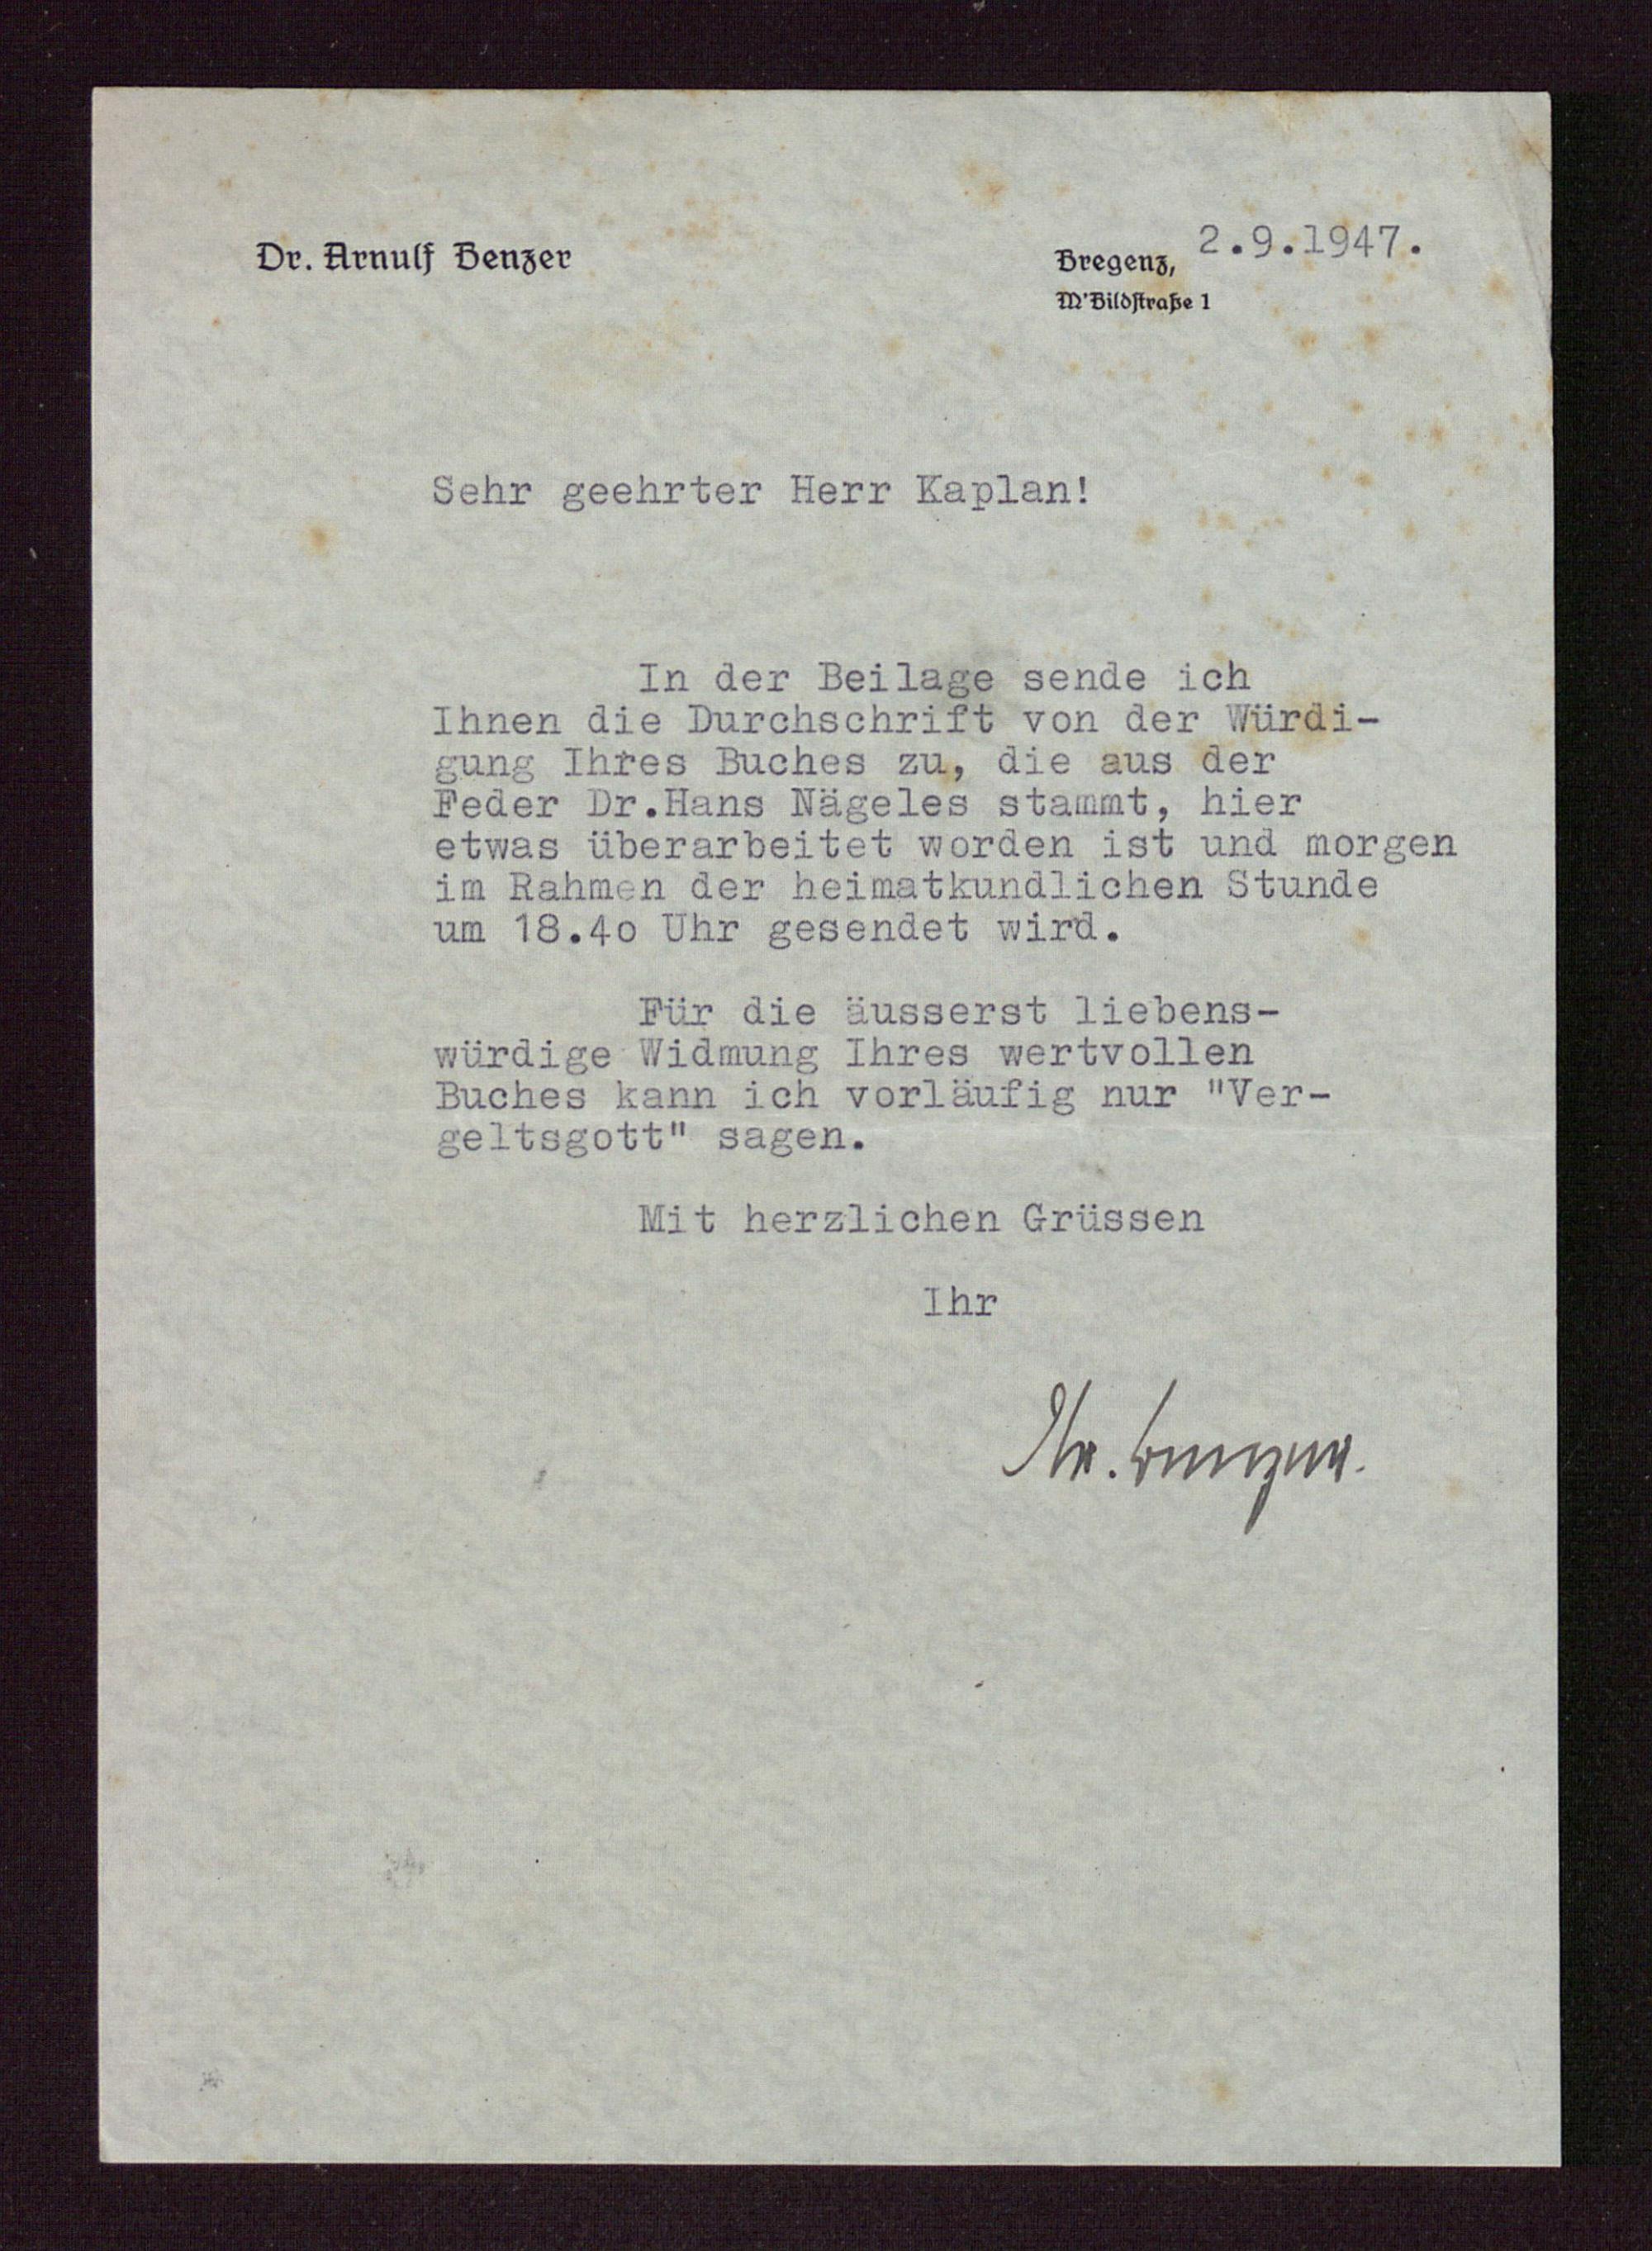 Dr. Arnulf Benzer
Bregenz, 2.9.1947.
M'Bildstraße 1
Sehr geehrter Herr Kaplan!
In der Beilage sende ich
Ihnen die Durchschrift von der Würdi-
gung Ihres Buches zu, die aus der
Feder Dr.Hans Nägeles stammt, hier
etwas überarbeitet worden ist und morgen
im Rahmen der heimatkundlichen Stunde
um 18.4o Uhr gesendet wird.
Für die äusserst liebens-
würdige Widmung Ihres wertvollen
Buches kann ich vorläufig nur "Ver-
geltsgott" sagen.
Mit herzlichen Grüssen
Ihr
Benzer.